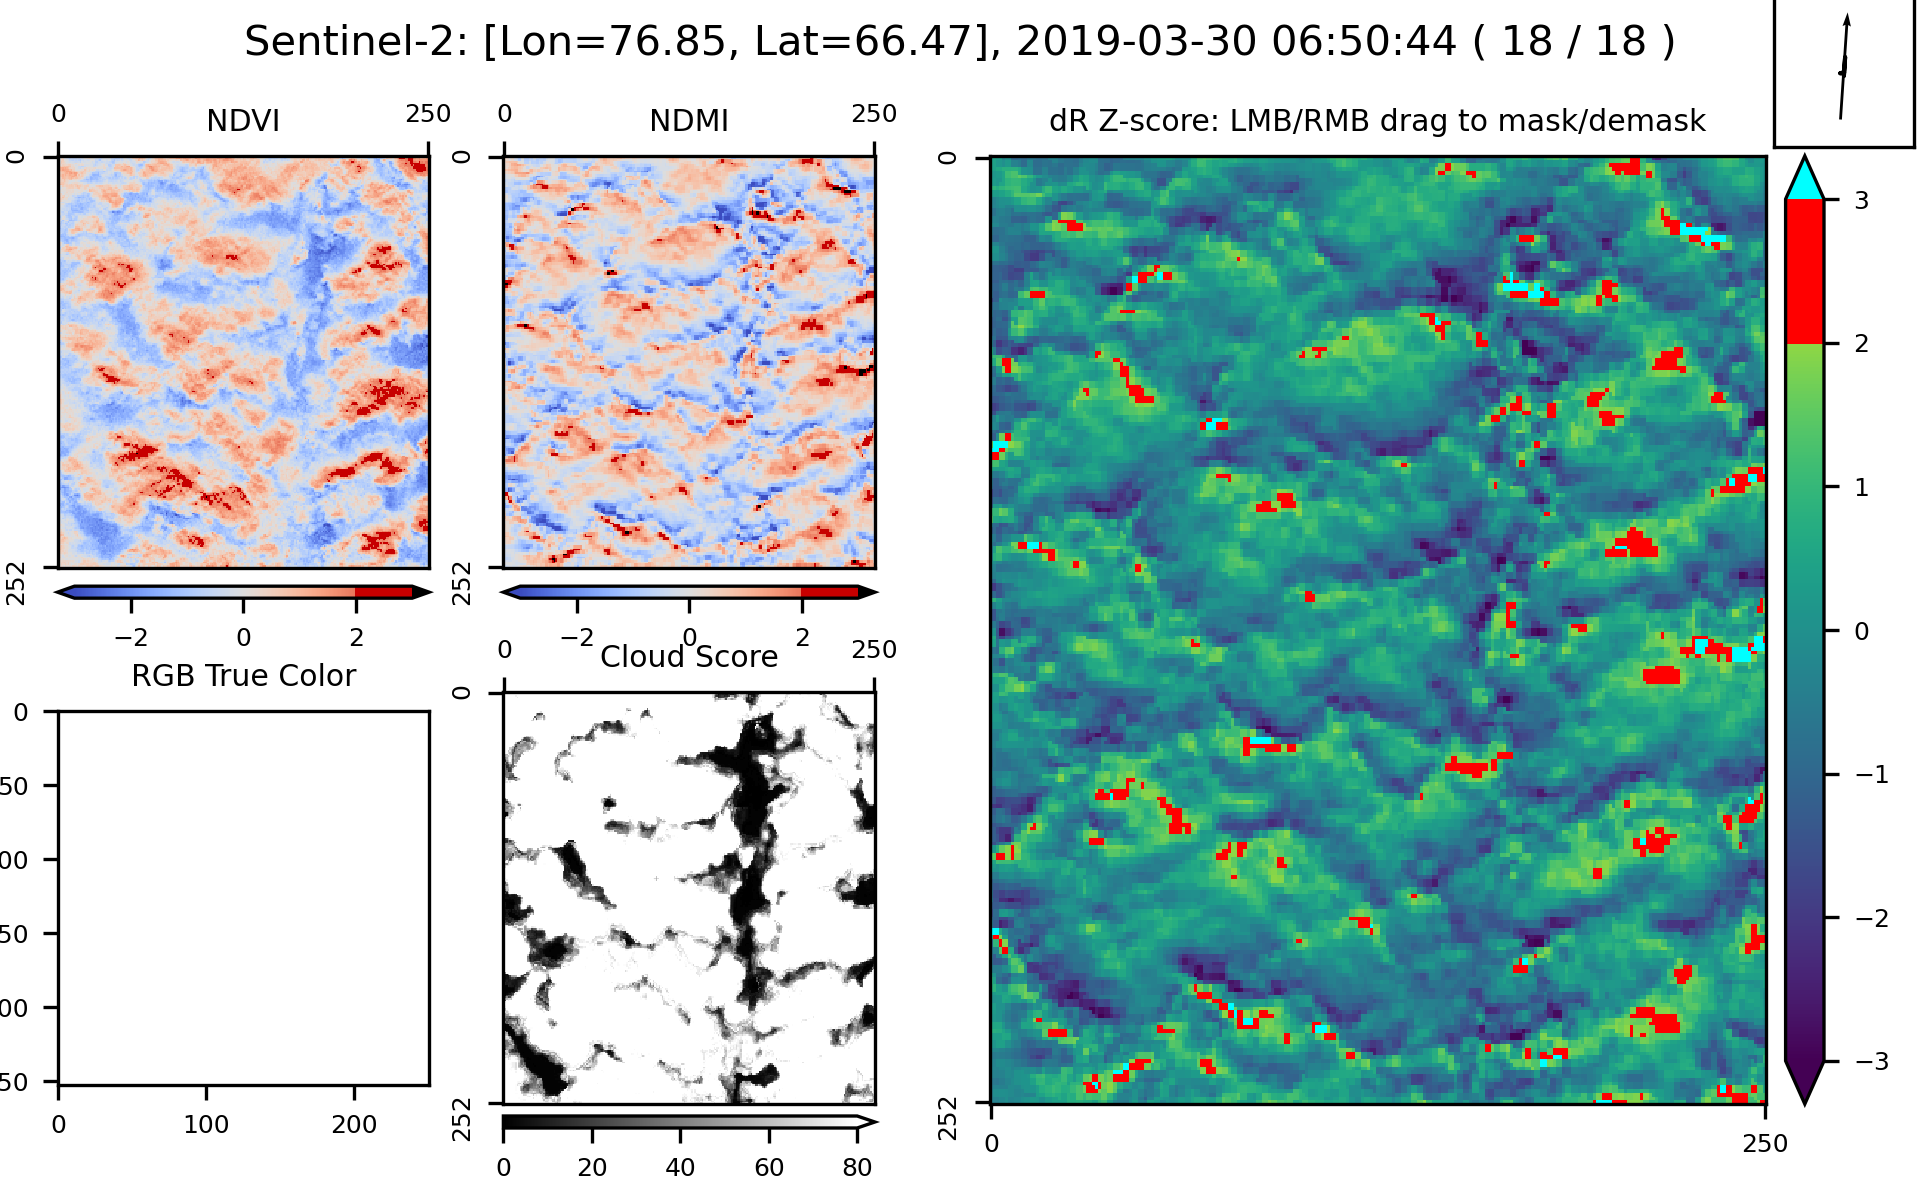 Sentinel-2: [Lon=76.85, Lat=66.47], 2019-03-30 06:50:44 ( 18 / 18 )
NDVI
0 250
0
252
−2 0 2
NDMI
0 250
0
252
−2 0 2
dR Z-score: LMB/RMB drag to mask/demask
0
252
0 250
3
2
1
0
−1
−2
−3
RGB True Color
0
50
00
50
00
50
0 100 200
Cloud Score
0 250
0
252
0 20 40 60 80